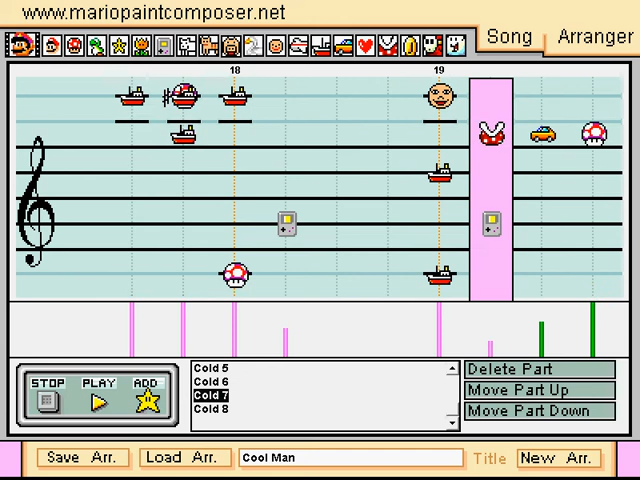 www.mariopaintcomposer.net
Song
Arranger
18
19
STOP
PLAY
ADD
Cold 5
Cold 6
Cold 7
Cold 8
Delete Part
Move Part Up
Move Part Down
Save Arr.
Load Arr.
Cool Man
Title
New Arr.